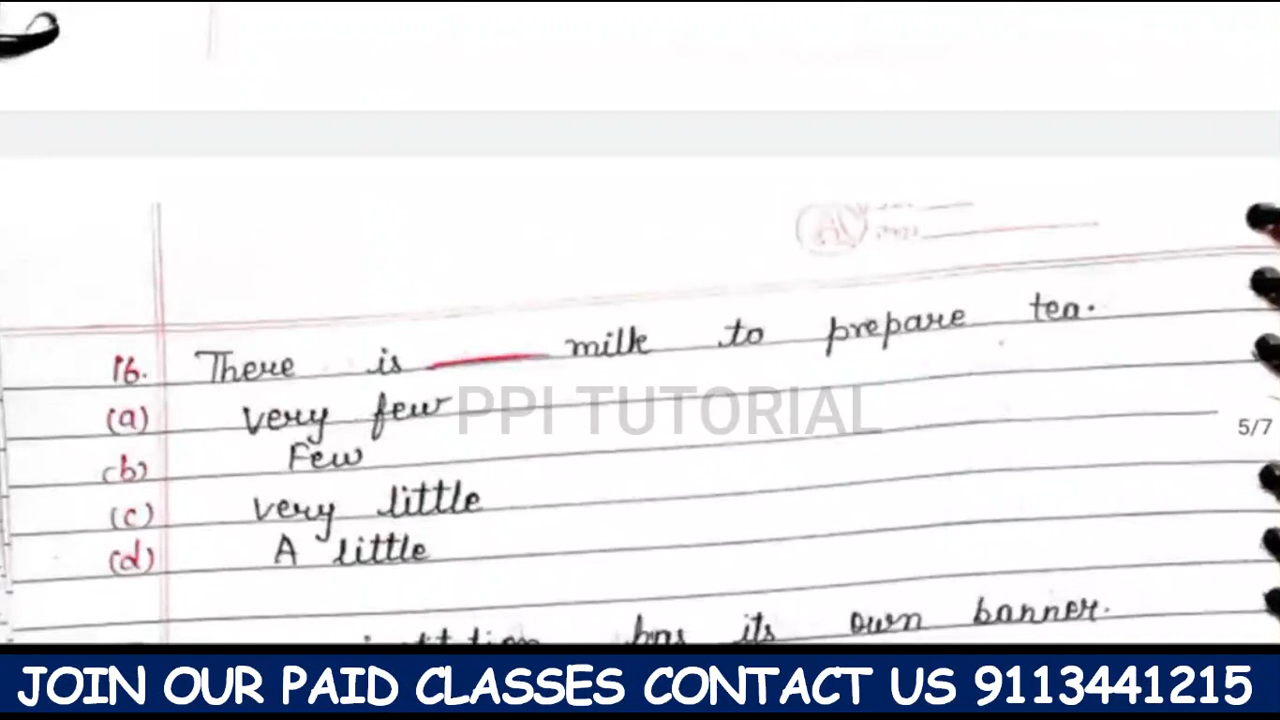 16. There is ____ milk to prepare tea.
(a) very few
PPI TUTORIAL
5/7
(b) Few
(c) very little
(d) A little
has its own banner.
JOIN OUR PAID CLASSES CONTACT US 9113441215